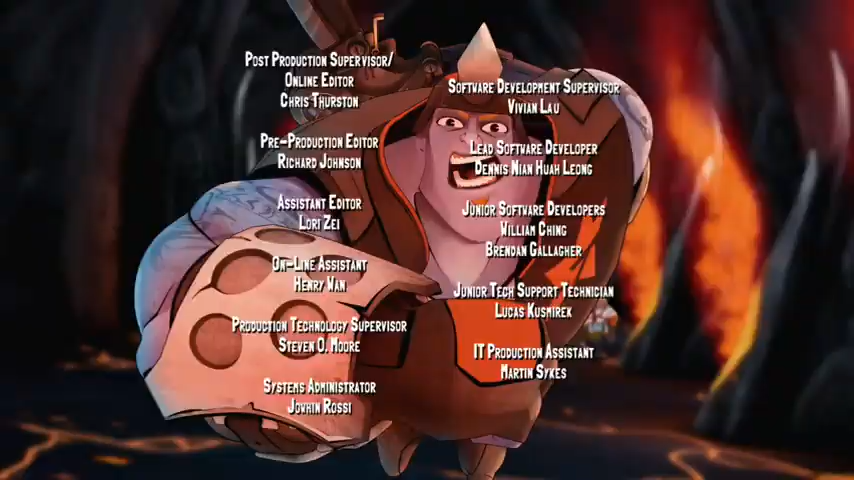 Post Production Supervisor/
Online Editor
Chris Thurston
Pre-Production Editor
Richard Johnson
Assistant Editor
Lori Zei
On-Line Assistant
Henry Wan
Production Technology Supervisor
Steven O. Moore
Systems Administrator
Jowhin Rossi
Software Development Supervisor
Vivian Lau
Lead Software Developer
Dennis Nian Huah Leong
Junior Software Developers
William Ching
Brendan Gallagher
Junior Tech Support Technician
Lucas Kusmirek
IT Production Assistant
Martin Sykes